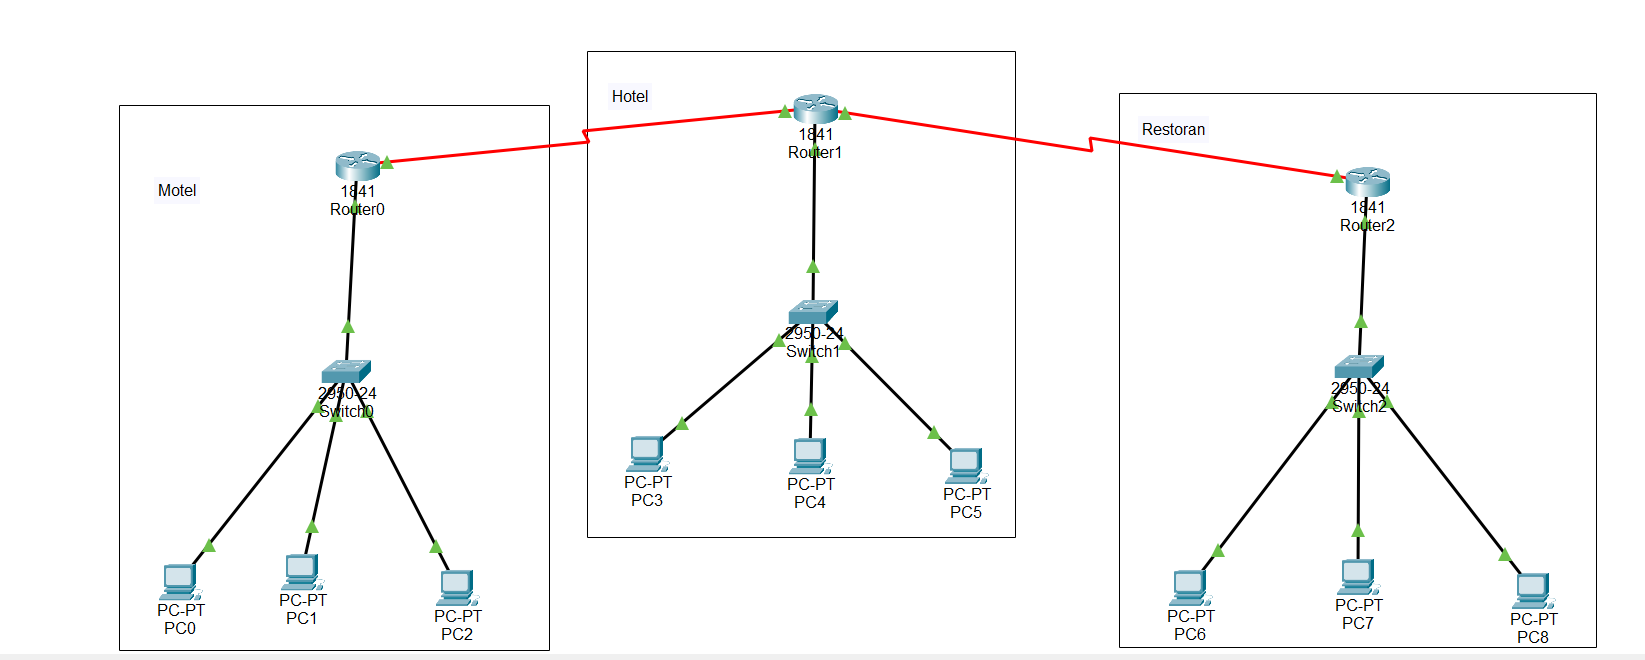 Hotel
1841
Router1
Restoran
Motel
1841
Router0
1841
Router2
2950-24
Switch1
2950-24
Switch0
2950-24
Switch2
PC-PT
PC3
PC-PT
PC4
PC-PT
PC5
PC-PT
PC0
PC-PT
PC1
PC-PT
PC2
PC-PT
PC6
PC-PT
PC7
PC-PT
PC8